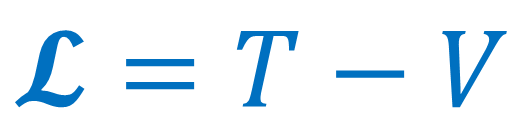 ℒ = T − V